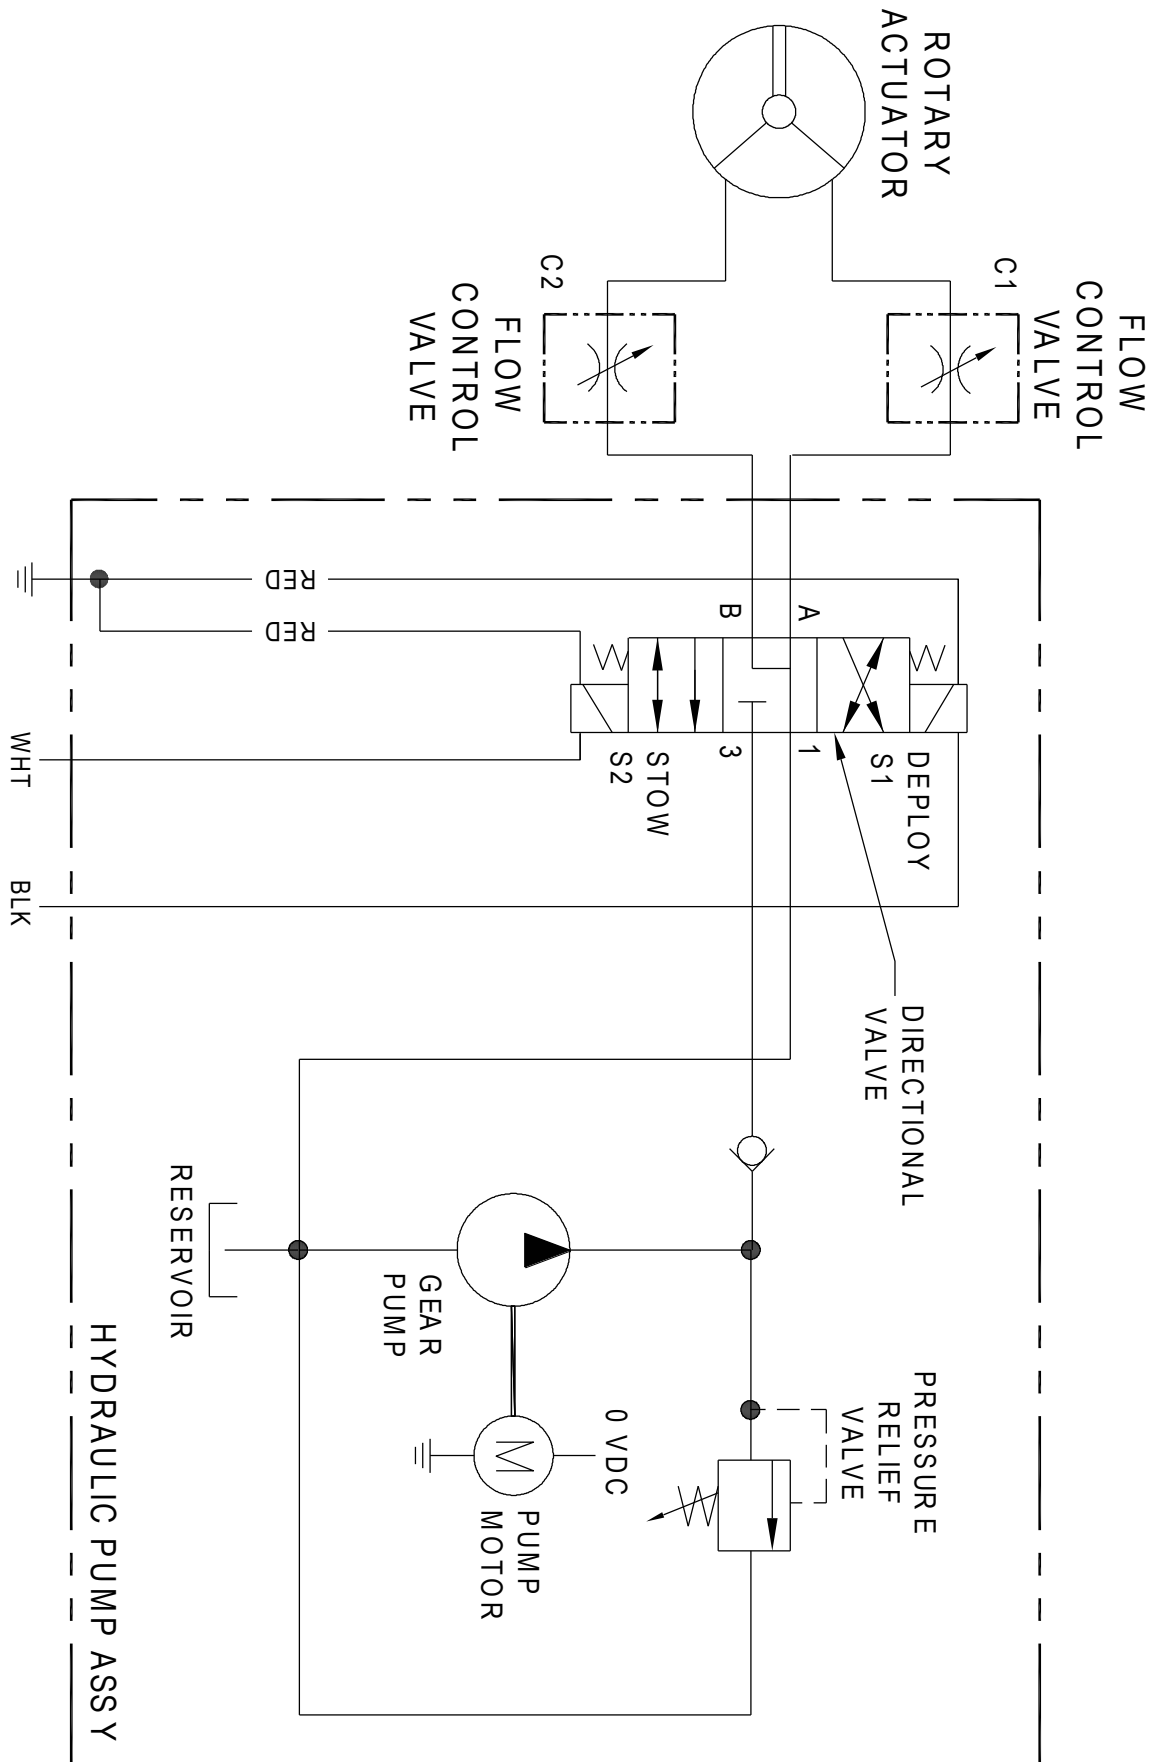 ROTARY
ACTUATOR
C1
FLOW
CONTROL
VALVE
C2
FLOW
CONTROL
VALVE
RED
RED
B
A
3
1
DEPLOY
S1
STOW
S2
WHT
BLK
DIRECTIONAL
VALVE
RESERVOIR
GEAR
PUMP
0 VDC
M
PUMP
MOTOR
PRESSURE
RELIEF
VALVE
HYDRAULIC PUMP ASSY